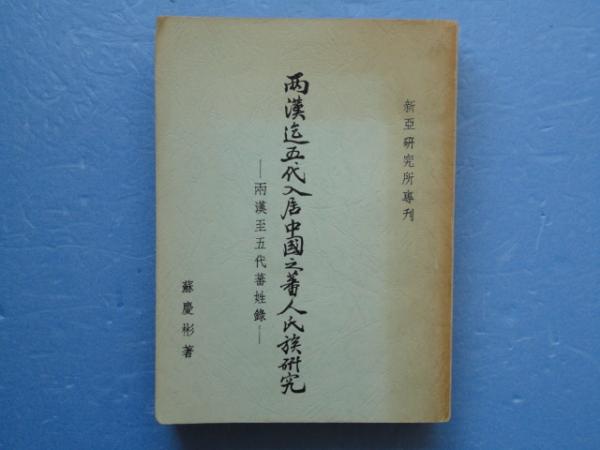 新亞研究所專刊
兩漢迄五代入居中國之蕃人氏族研究
——兩漢至五代蕃姓錄——
蘇慶彬著